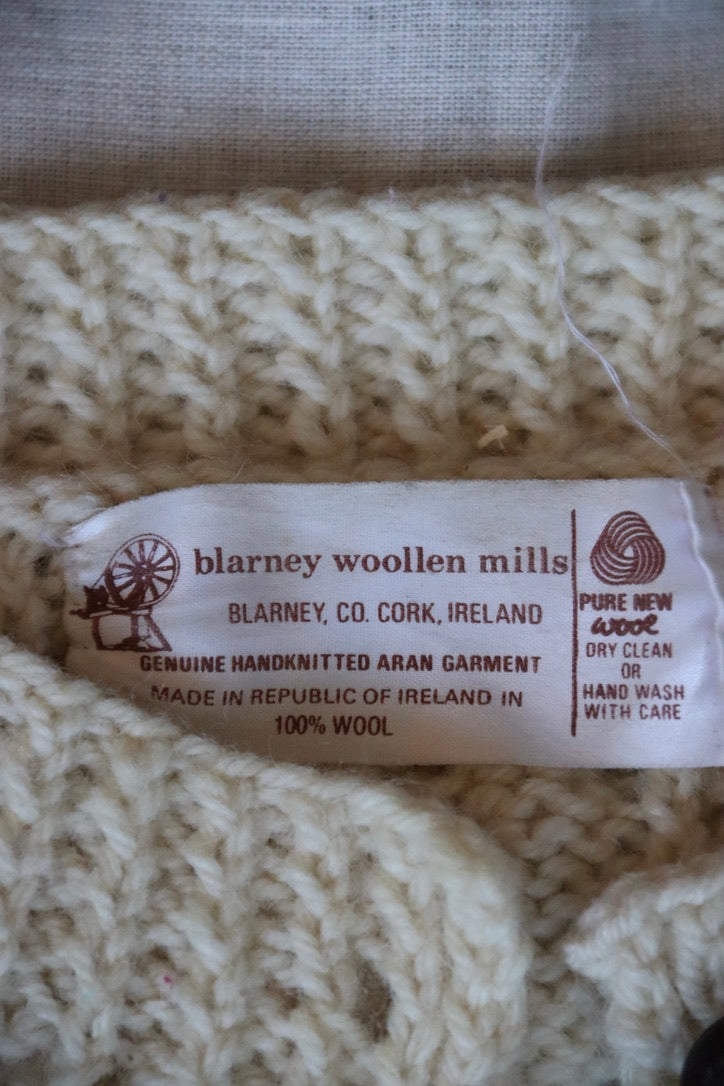 blarney woollen mills
BLARNEY, CO. CORK, IRELAND
GENUINE HANDKNITTED ARAN GARMENT
MADE IN REPUBLIC OF IRELAND IN
100% WOOL
PURE NEW
wool
DRY CLEAN
OR
HAND WASH
WITH CARE